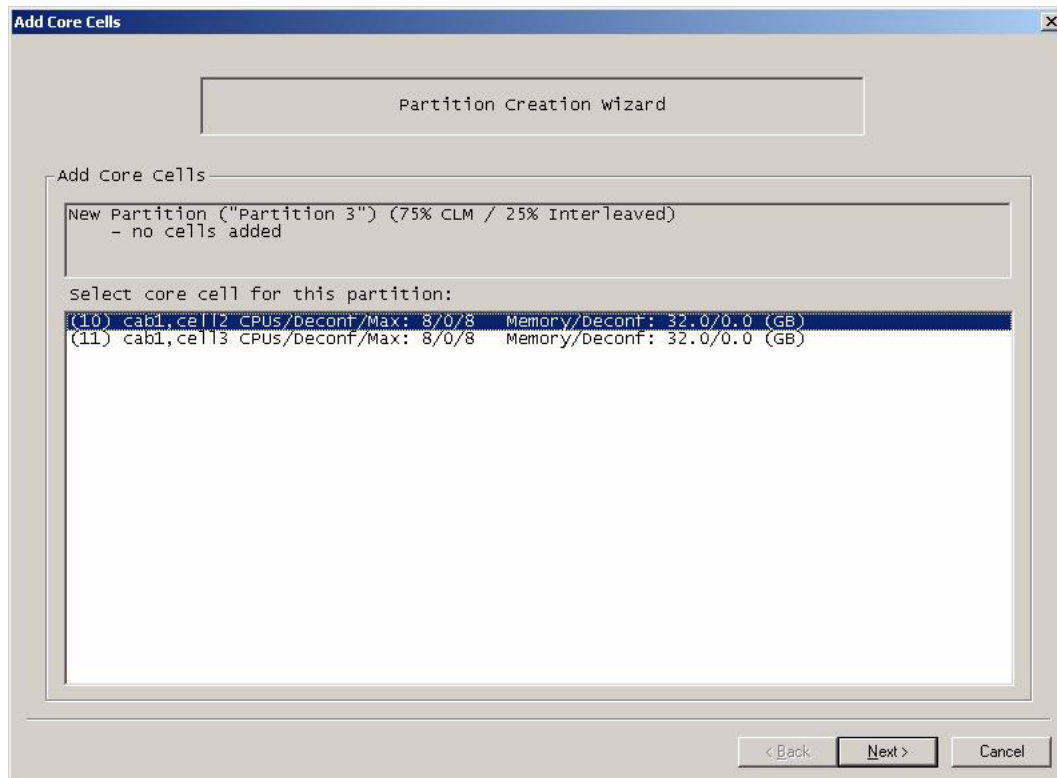 Add Core Cells
Partition Creation Wizard
Add Core Cells
New Partition ("Partition 3") (75% CLM / 25% Interleaved)
- no cells added
Select core cell for this partition:
(10) cab1,cell2 CPUs/Deconf/Max: 8/0/8 Memory/Deconf: 32.0/0.0 (GB)
(11) cab1,cell3 CPUs/Deconf/Max: 8/0/8 Memory/Deconf: 32.0/0.0 (GB)
< Back Next > Cancel